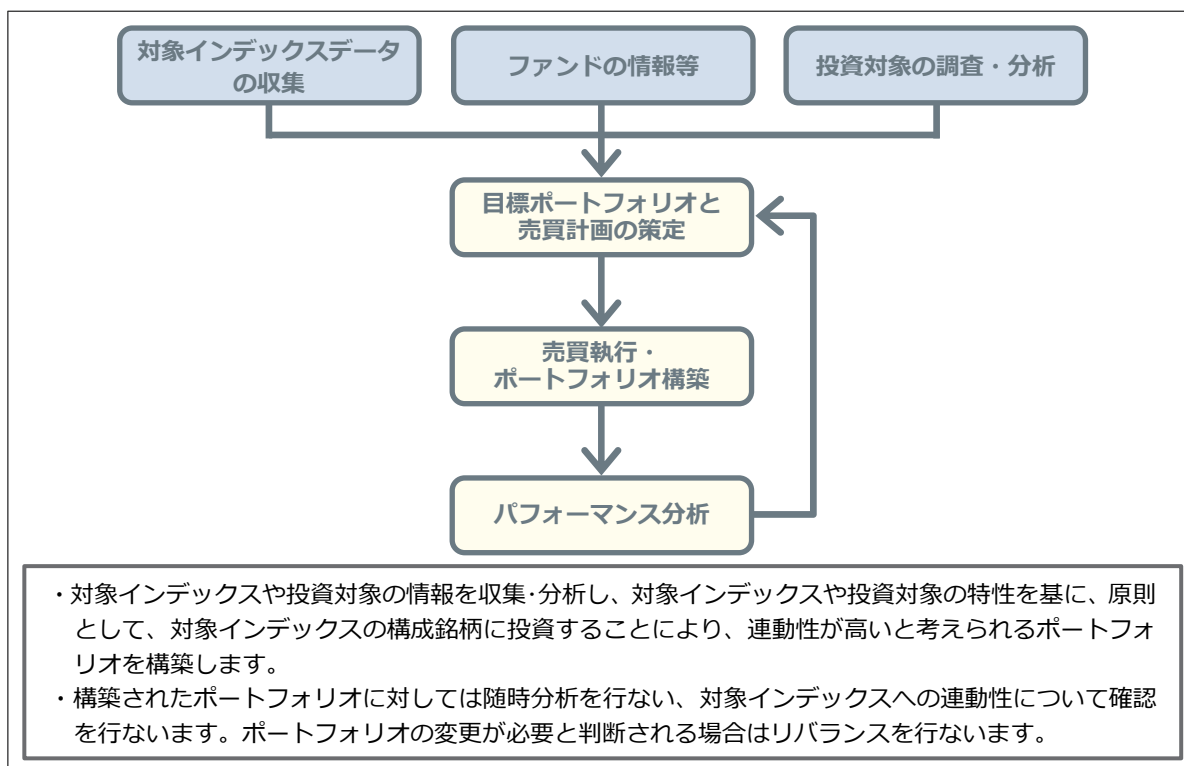 対象インデックスデータ
の収集
ファンドの情報等
投資対象の調査・分析
目標ポートフォリオと
売買計画の策定
売買執行・
ポートフォリオ構築
パフォーマンス分析
・対象インデックスや投資対象の情報を収集･分析し、対象インデックスや投資対象の特性を基に、原則
として、対象インデックスの構成銘柄に投資することにより、連動性が高いと考えられるポートフォ
リオを構築します。
・構築されたポートフォリオに対しては随時分析を行ない、対象インデックスへの連動性について確認
を行ないます。ポートフォリオの変更が必要と判断される場合はリバランスを行ないます。